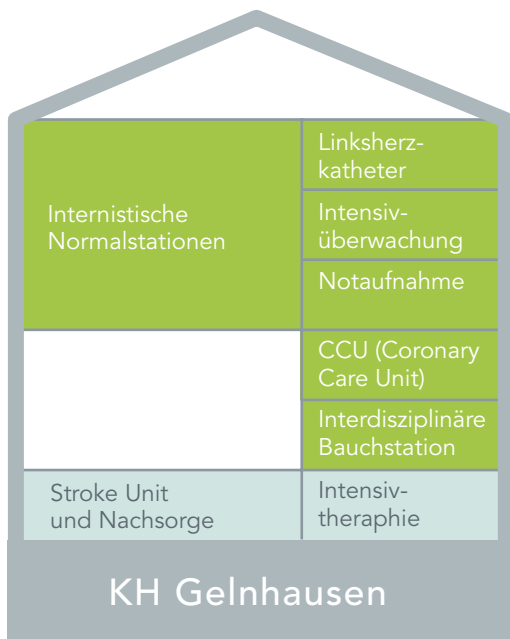 Internistische
Normalstationen
Linksherz-
katheter
Intensiv-
überwachung
Notaufnahme
CCU (Coronary
Care Unit)
Interdisziplinäre
Bauchstation
Stroke Unit
und Nachsorge
Intensiv-
theraphie
KH Gelnhausen